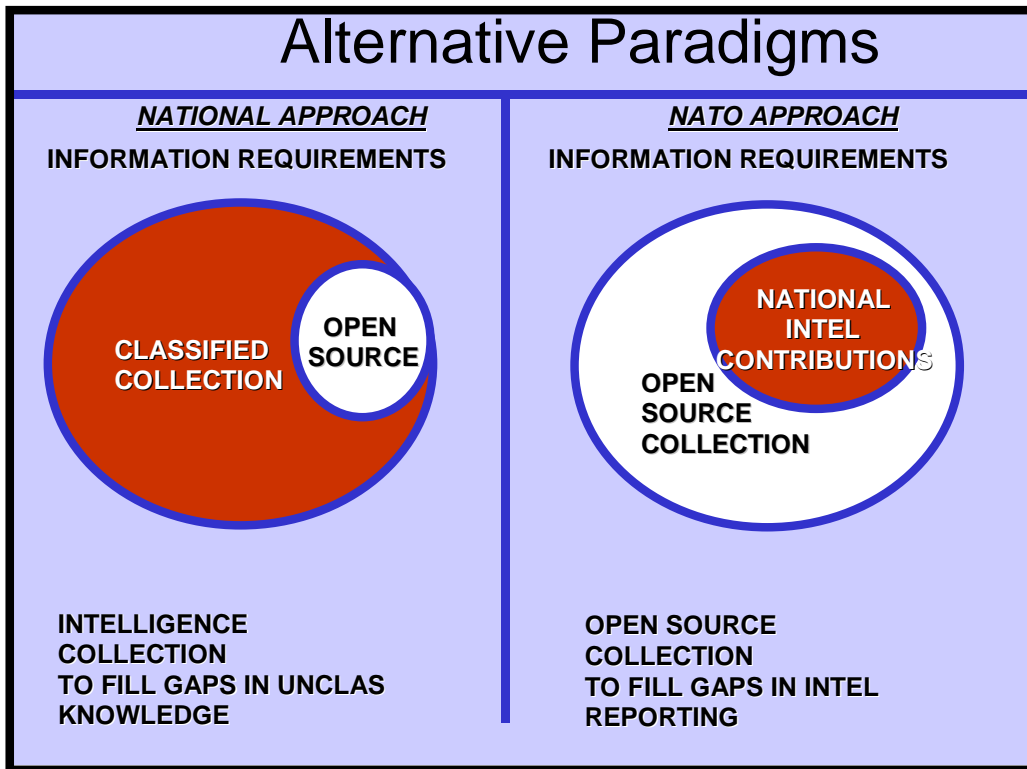 Alternative Paradigms
NATIONAL APPROACH
INFORMATION REQUIREMENTS
CLASSIFIED
COLLECTION
OPEN
SOURCE
INTELLIGENCE
COLLECTION
TO FILL GAPS IN UNCLAS
KNOWLEDGE
NATO APPROACH
INFORMATION REQUIREMENTS
NATIONAL
INTEL
CONTRIBUTIONS
OPEN
SOURCE
COLLECTION
OPEN SOURCE
COLLECTION
TO FILL GAPS IN INTEL
REPORTING